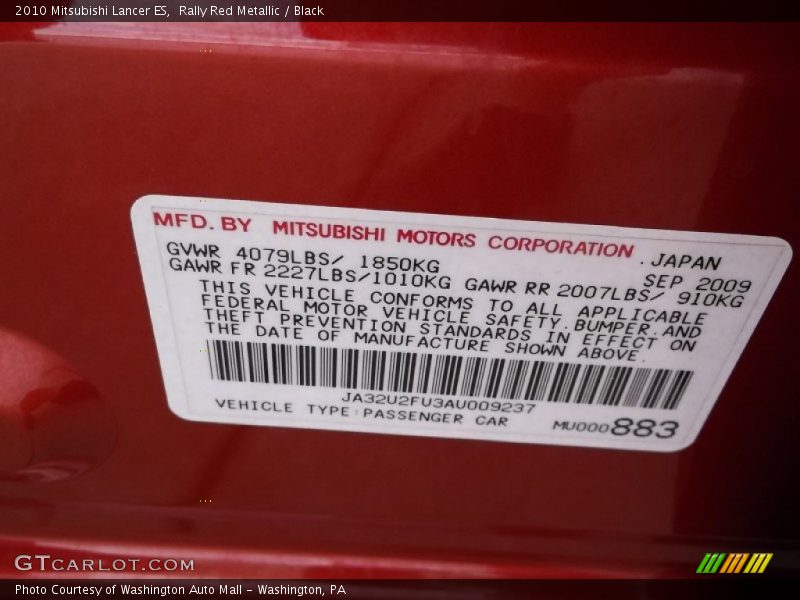 2010 Mitsubishi Lancer ES, Rally Red Metallic / Black
MFD. BY MITSUBISHI MOTORS CORPORATION . JAPAN
GVWR 4079LBS/ 1850KG SEP 2009
GAWR FR 2227LBS/1010KG GAWR RR 2007LBS/ 910KG
THIS VEHICLE CONFORMS TO ALL APPLICABLE
FEDERAL MOTOR VEHICLE SAFETY.BUMPER.AND
THEFT PREVENTION STANDARDS IN EFFECT ON
THE DATE OF MANUFACTURE SHOWN ABOVE.
JA32U2FU3AU009237
VEHICLE TYPE:PASSENGER CAR MU000883
GTCARLOT.COM
Photo Courtesy of Washington Auto Mall - Washington, PA